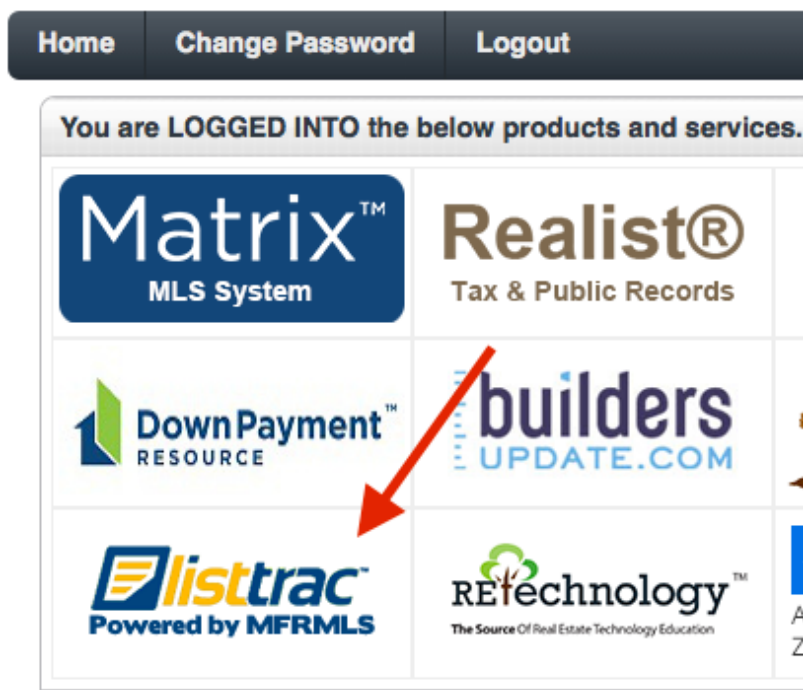 Home Change Password Logout
You are LOGGED INTO the below products and services.
Matrix™
MLS System
Realist®
Tax & Public Records
DownPayment™
RESOURCE
builders
UPDATE.COM
listtrac™
Powered by MFRMLS
REtechnology™
The Source Of Real Estate Technology Education
A
Z